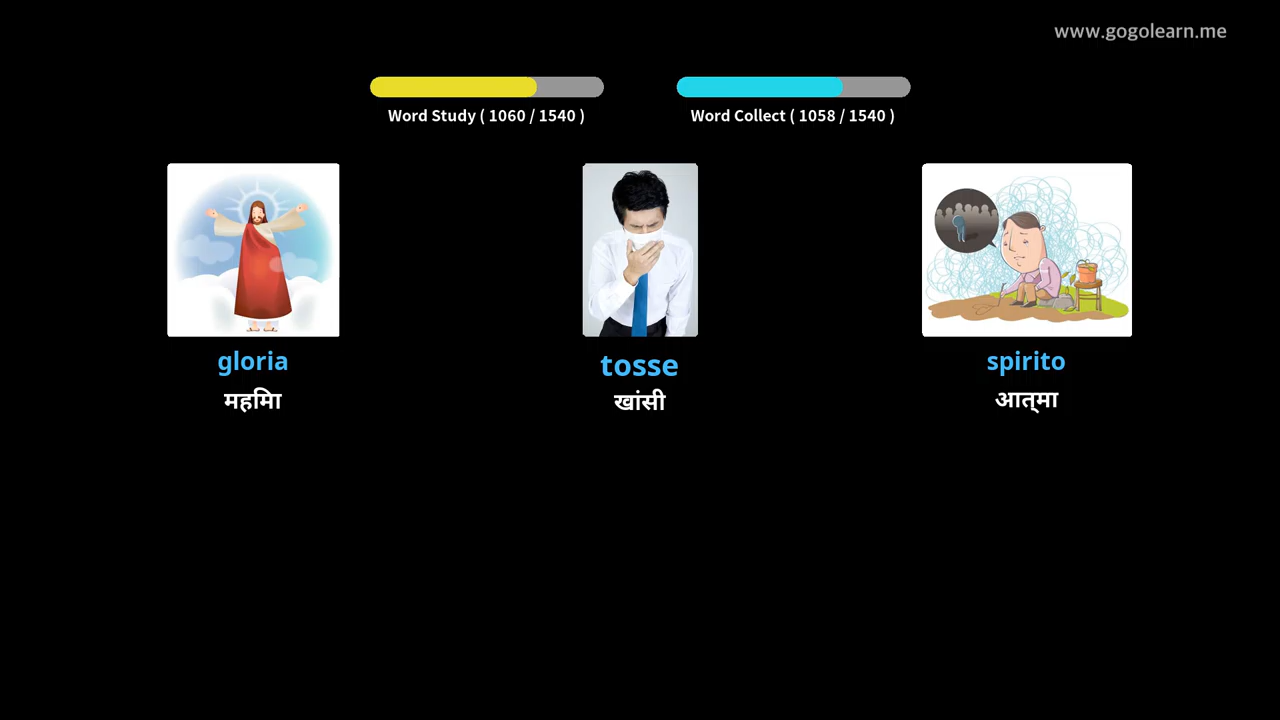 www.gogolearn.me
Word Study ( 1060 / 1540 )
Word Collect ( 1058 / 1540 )
gloria
tosse
spirito
महिमा
खांसी
आत्मा